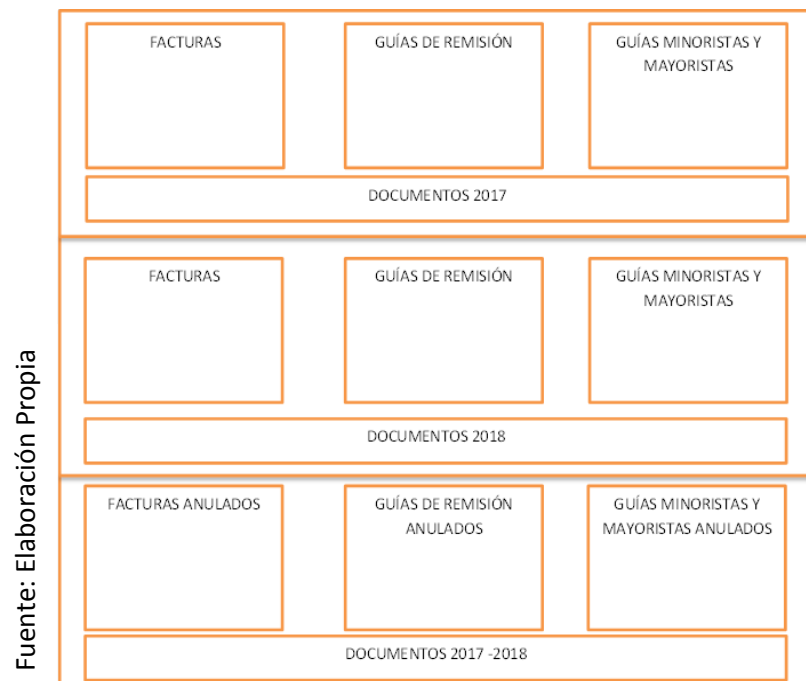 FACTURAS
GUÍAS DE REMISIÓN
GUÍAS MINORISTAS Y
MAYORISTAS
DOCUMENTOS 2017
FACTURAS
GUÍAS DE REMISIÓN
GUÍAS MINORISTAS Y
MAYORISTAS
DOCUMENTOS 2018
FACTURAS ANULADOS
GUÍAS DE REMISIÓN
ANULADOS
GUÍAS MINORISTAS Y
MAYORISTAS ANULADOS
DOCUMENTOS 2017 -2018
Fuente: Elaboración Propia